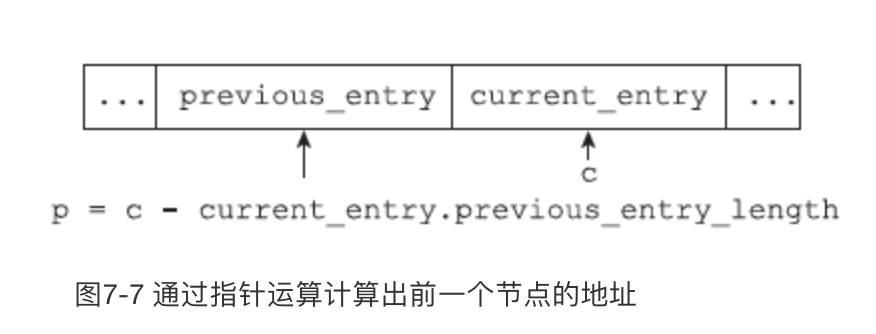 ... previous_entry current_entry ...
c
p = c - current_entry.previous_entry_length
图7-7 通过指针运算计算出前一个节点的地址